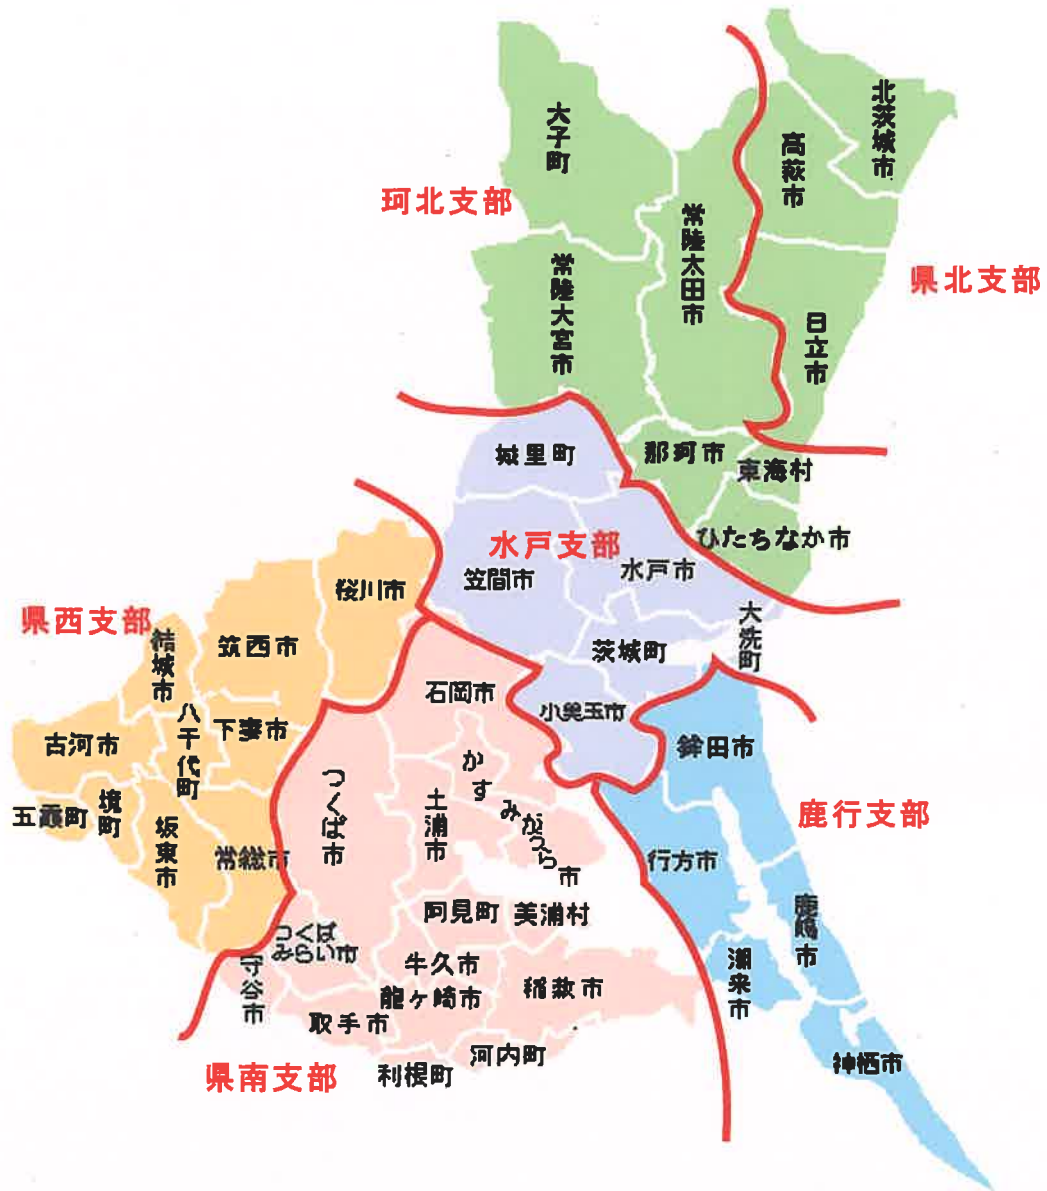 北茨城市
大子町
高萩市
珂北支部
常陸太田市
常陸大宮市
県北支部
日立市
城里町
那珂市
東海村
水戸支部
ひたちなか市
笠間市
水戸市
桜川市
県西支部
筑西市
結城市
大洗町
茨城町
石岡市
小美玉市
八千代町
下妻市
古河市
鉾田市
かすみがうら市
つくば市
土浦市
境町
五霞町
坂東市
常総市
鹿行支部
行方市
阿見町
美浦村
鹿嶋市
つくば
みらい市
守谷市
牛久市
潮来市
龍ヶ崎市
稲敷市
取手市
河内町
神栖市
県南支部
利根町